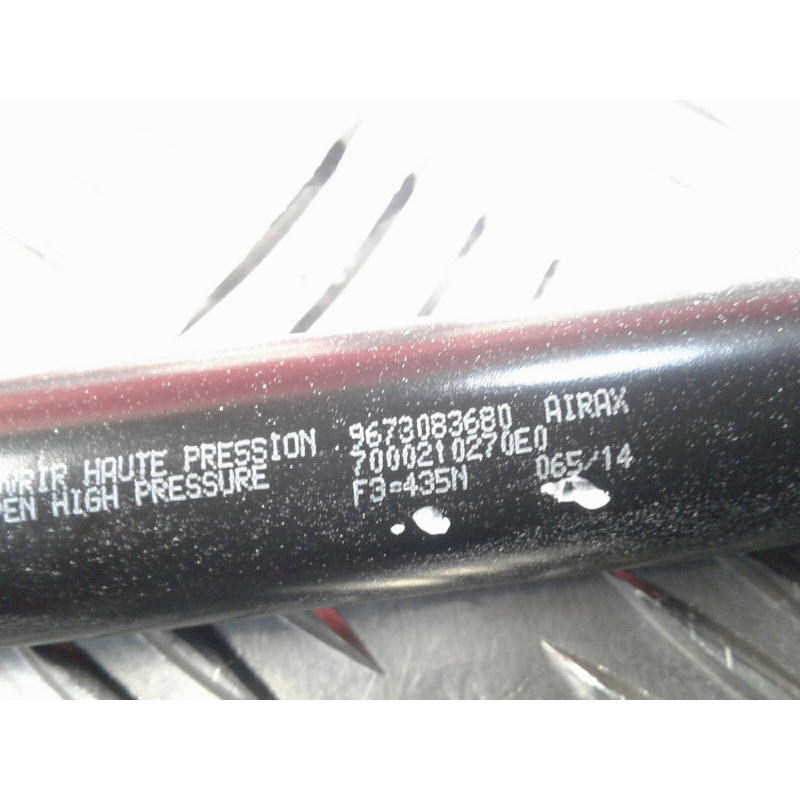 HAUTE PRESSION 9673083680 AIRAX
HIGH PRESSURE 7000210270E0
F3=435N 065/14